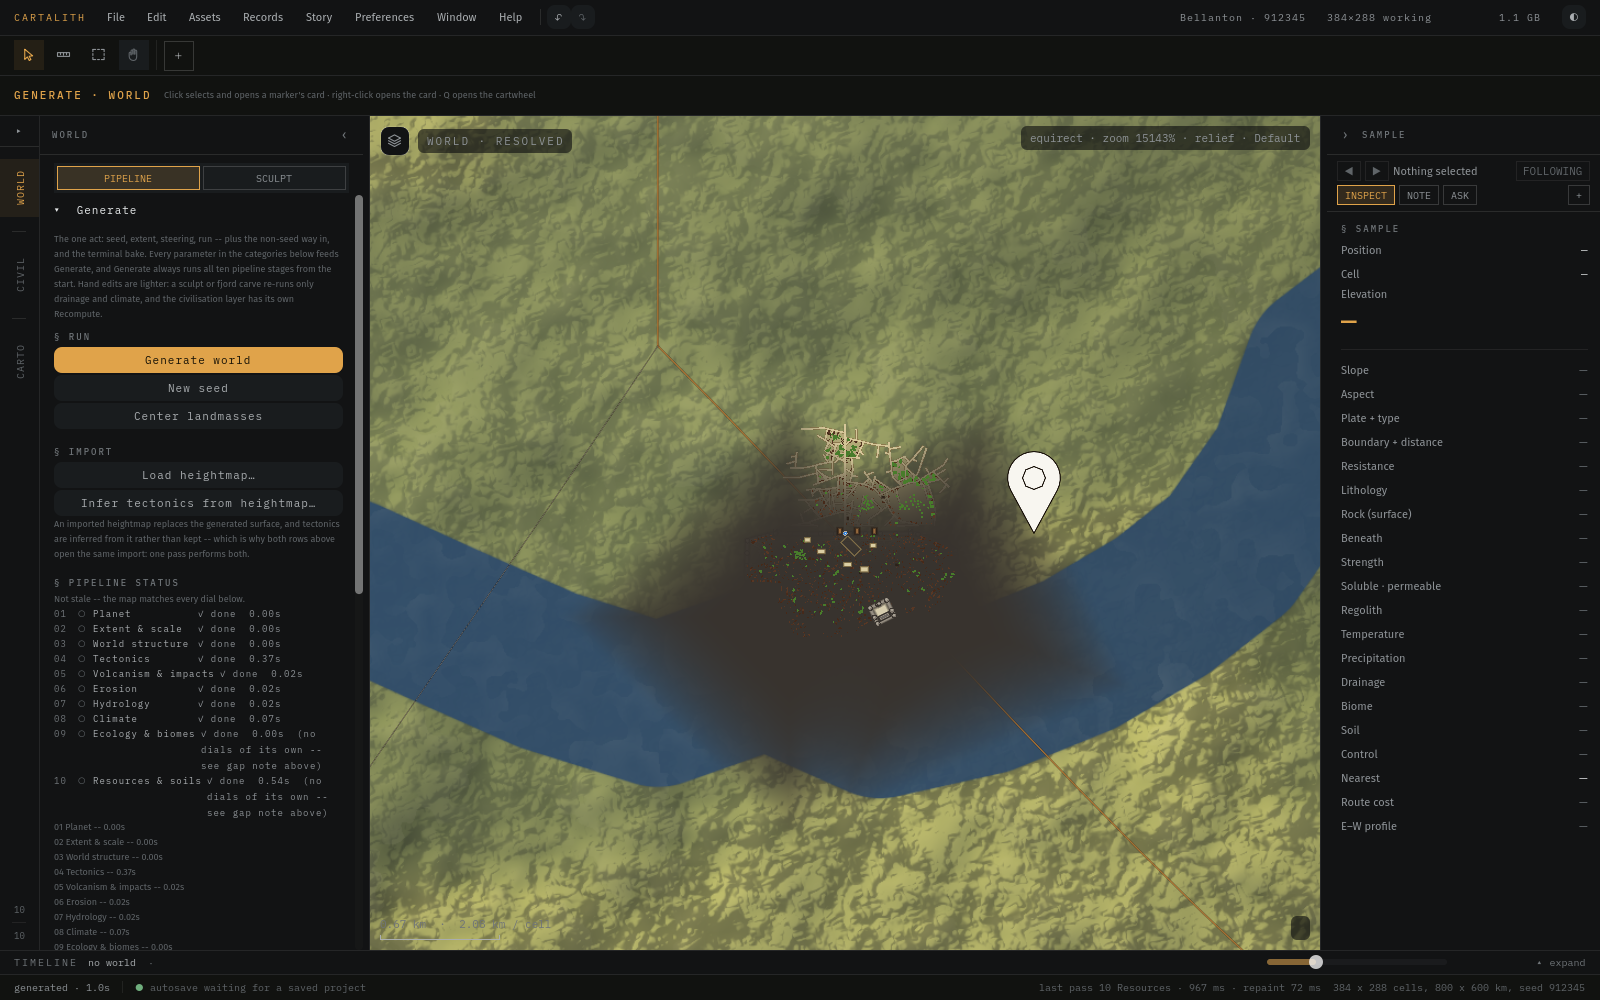 CARTALITH File Edit Assets Records Story Preferences Window Help Bellanton · 912345 384×288 working 1.1 GB
GENERATE · WORLD Click selects and opens a marker's card · right-click opens the card · Q opens the cartwheel
WORLD
CIVIL
CARTO
10
10
WORLD
PIPELINE SCULPT
Generate
The one act: seed, extent, steering, run -- plus the non-seed way in,
and the terminal bake. Every parameter in the categories below feeds
Generate, and Generate always runs all ten pipeline stages from the
start. Hand edits are lighter: a sculpt or fjord carve re-runs only
drainage and climate, and the civilisation layer has its own
Recompute.
§ RUN
Generate world
New seed
Center landmasses
§ IMPORT
Load heightmap…
Infer tectonics from heightmap…
An imported heightmap replaces the generated surface, and tectonics
are inferred from it rather than kept -- which is why both rows above
open the same import: one pass performs both.
§ PIPELINE STATUS
Not stale -- the map matches every dial below.
01 ○ Planet √ done 0.00s
02 ○ Extent & scale √ done 0.00s
03 ○ World structure √ done 0.00s
04 ○ Tectonics √ done 0.37s
05 ○ Volcanism & impacts √ done 0.02s
06 ○ Erosion √ done 0.02s
07 ○ Hydrology √ done 0.02s
08 ○ Climate √ done 0.07s
09 ○ Ecology & biomes √ done 0.00s (no
dials of its own --
see gap note above)
10 ○ Resources & soils √ done 0.54s (no
dials of its own --
see gap note above)
01 Planet -- 0.00s
02 Extent & scale -- 0.00s
03 World structure -- 0.00s
04 Tectonics -- 0.37s
05 Volcanism & impacts -- 0.02s
06 Erosion -- 0.02s
07 Hydrology -- 0.02s
08 Climate -- 0.07s
09 Ecology & biomes -- 0.00s
WORLD · RESOLVED
equirect · zoom 15143% · relief · Default
km / cell
SAMPLE
Nothing selected FOLLOWING
INSPECT NOTE ASK +
§ SAMPLE
Position —
Cell —
Elevation
—
Slope —
Aspect —
Plate + type —
Boundary + distance —
Resistance —
Lithology —
Rock (surface) —
Beneath —
Strength —
Soluble · permeable —
Regolith —
Temperature —
Precipitation —
Drainage —
Biome —
Soil —
Control —
Nearest —
Route cost —
E–W profile —
TIMELINE no world · expand
generated · 1.0s autosave waiting for a saved project last pass 10 Resources · 967 ms · repaint 72 ms 384 x 288 cells, 800 x 600 km, seed 912345